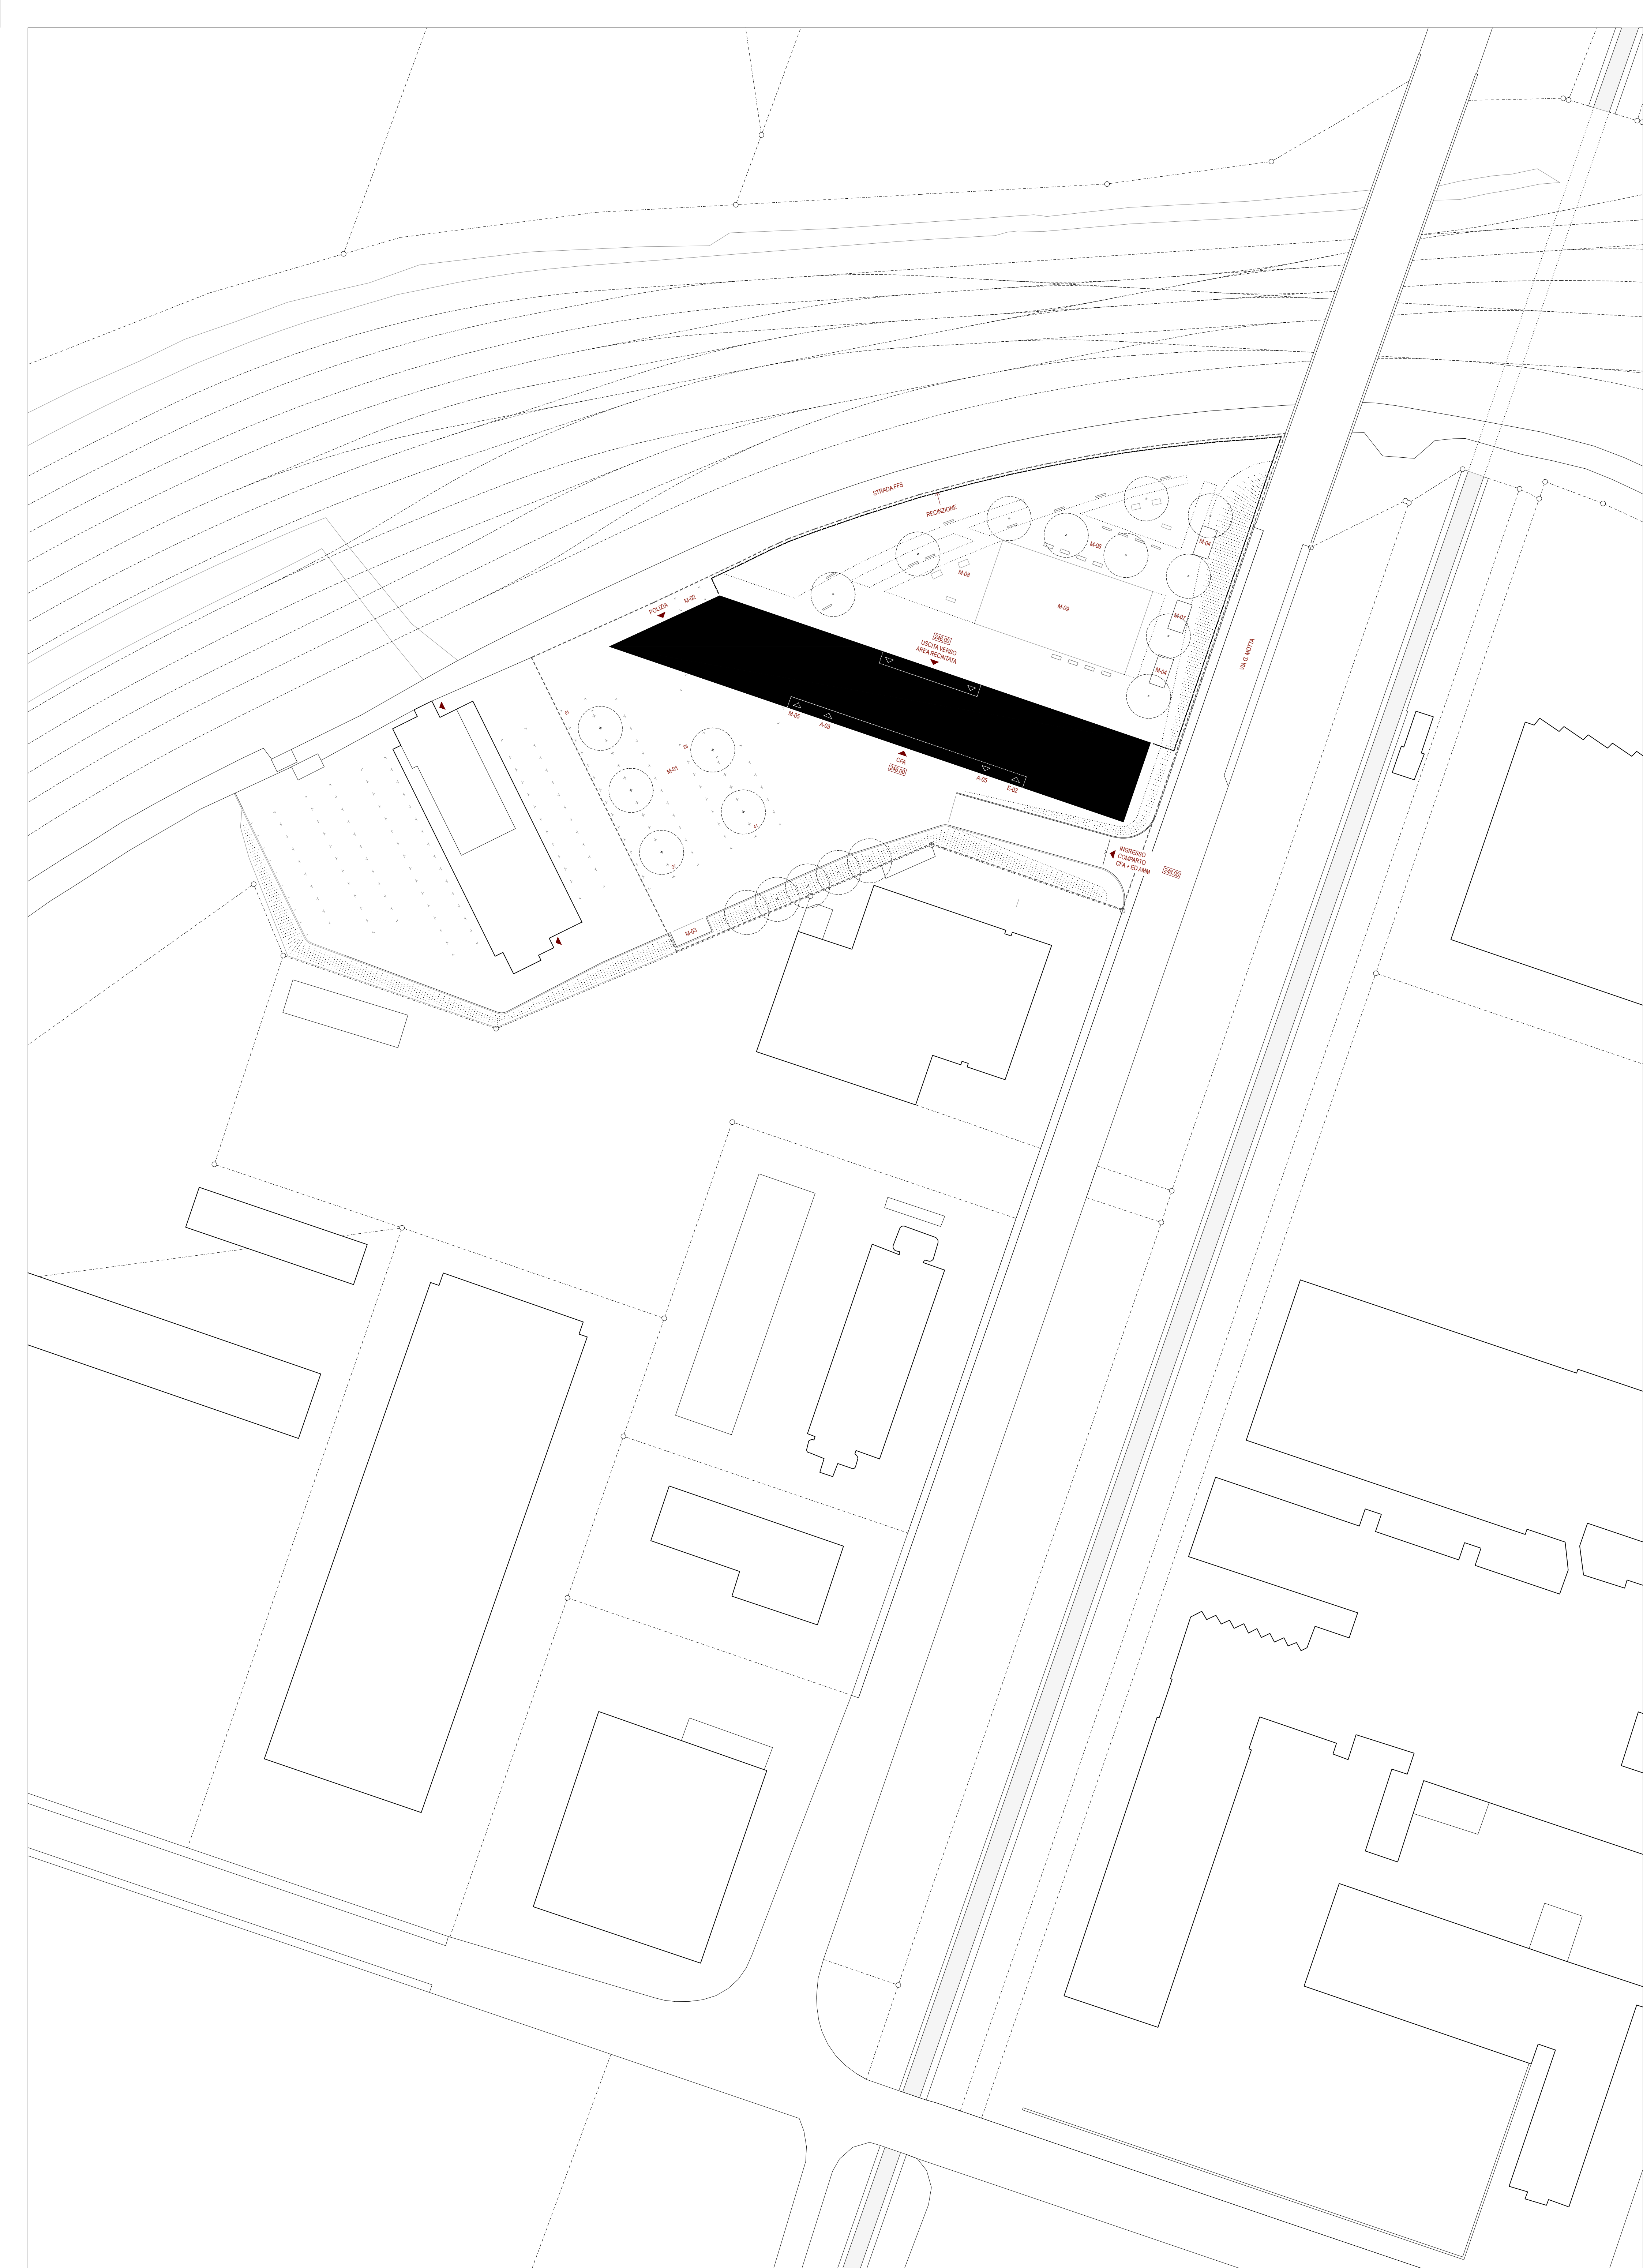 STRADA FFS
RECINZIONE
M-04
M-06
M-08
M-09
M-07
POLIZIA
M-02
246.00
USCITA VERSO
AREA RECINTATA
VIA G. MOTTA
M-04
M-05
A-03
CFA
246.00
A-05
E-02
M-01
INGRESSO
COMPARTO
CFA + ED.AMM
248.00
M-03